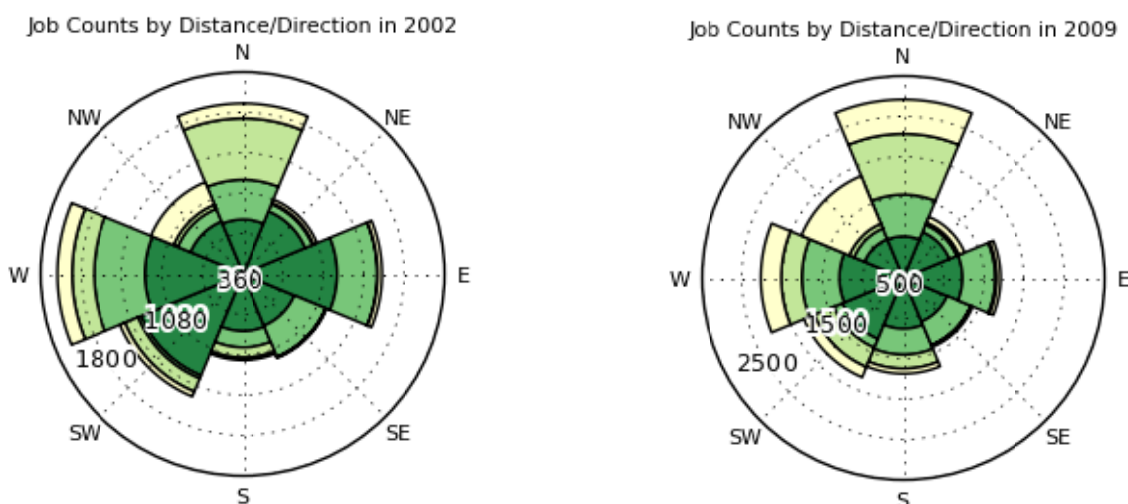 Job Counts by Distance/Direction in 2002
N
NW
NE
W
360
E
1080
1800
SW
SE
S
Job Counts by Distance/Direction in 2009
N
NW
NE
W
500
E
1500
2500
SW
SE
S